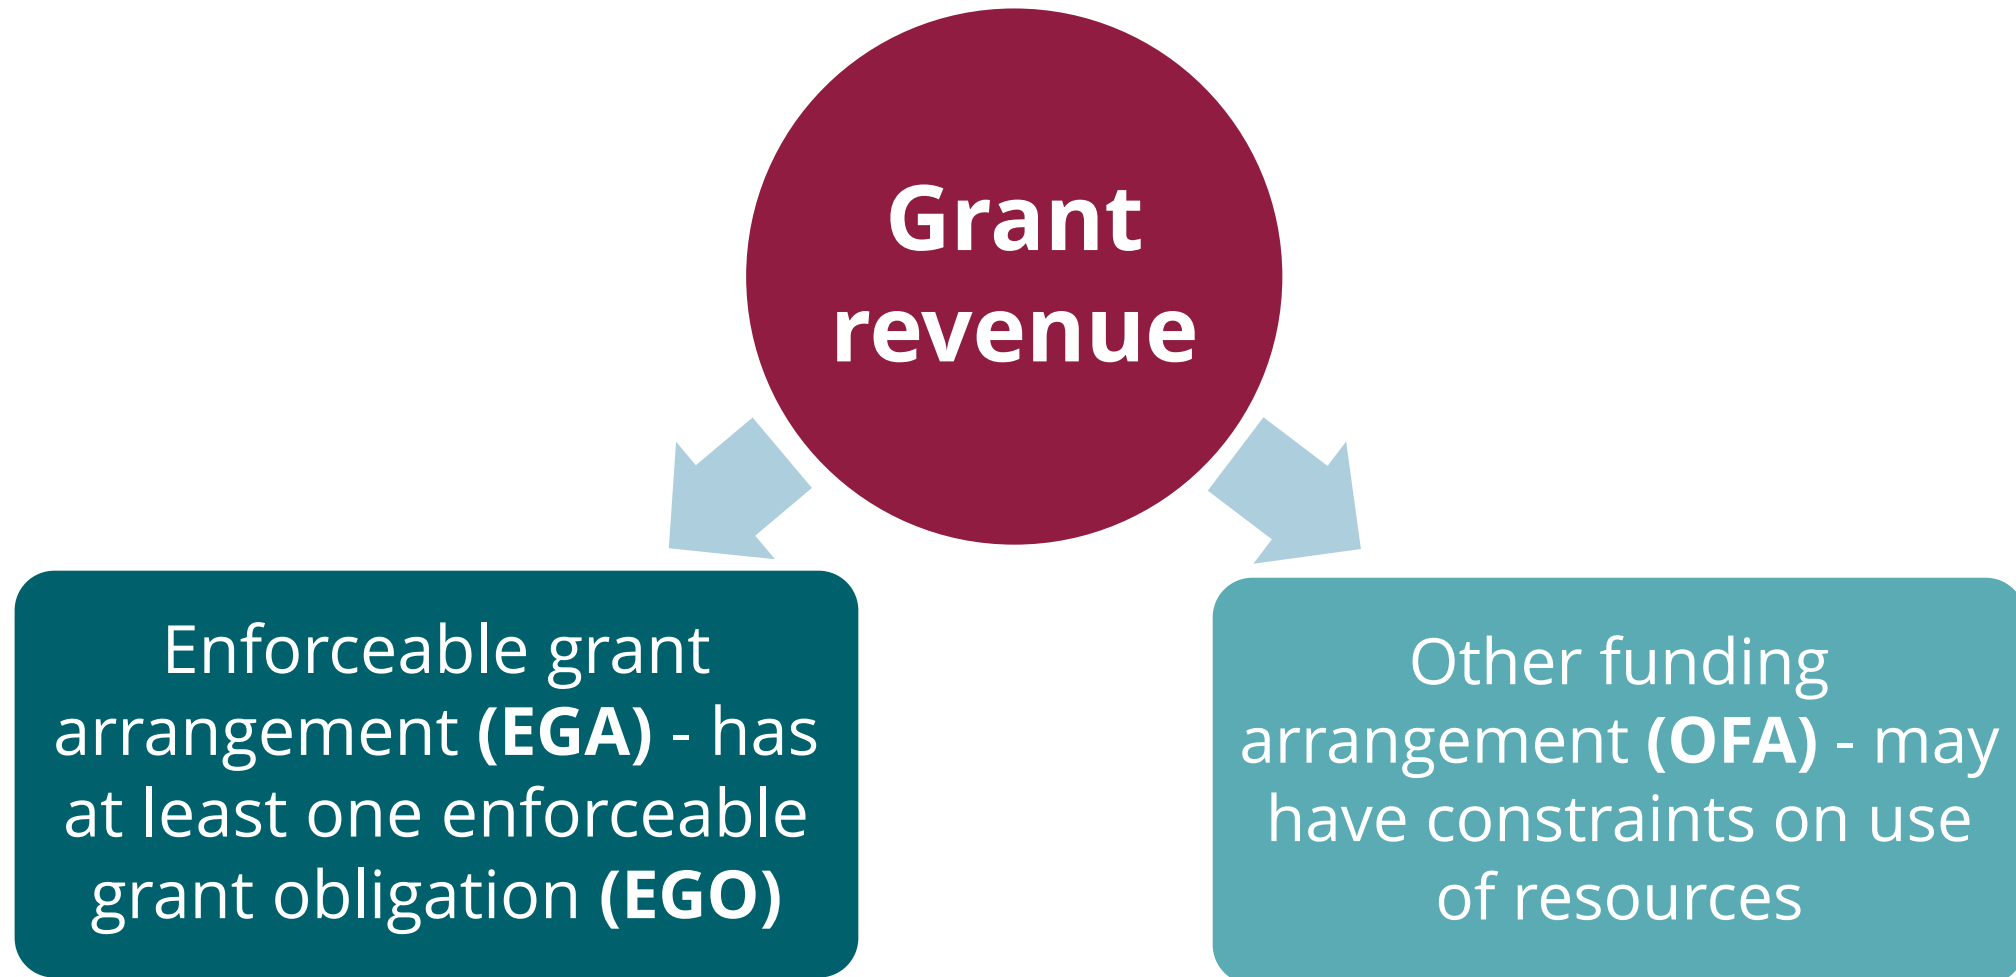 Grant
revenue
Enforceable grant
arrangement (EGA) - has
at least one enforceable
grant obligation (EGO)
Other funding
arrangement (OFA) - may
have constraints on use
of resources